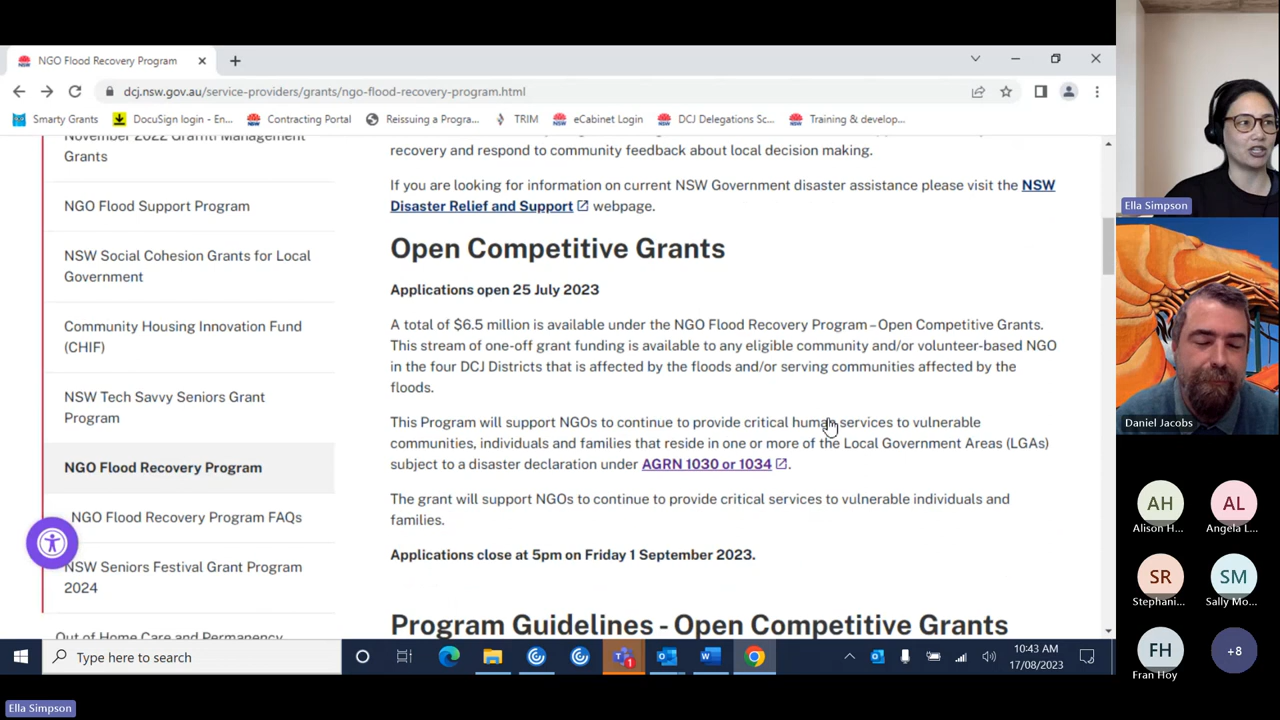 NGO Flood Recovery Program
dcj.nsw.gov.au/service-providers/grants/ngo-flood-recovery-program.html
Smarty Grants
DocuSign login - En...
Contracting Portal
Reissuing a Progra...
TRIM
eCabinet Login
DCJ Delegations Sc...
Training & develop...
November 2022 Graffiti Management
Grants
NGO Flood Support Program
NSW Social Cohesion Grants for Local
Government
Community Housing Innovation Fund
(CHIF)
NSW Tech Savvy Seniors Grant
Program
NGO Flood Recovery Program
NGO Flood Recovery Program FAQs
NSW Seniors Festival Grant Program
2024
Out of Home Care and Permanency
recovery and respond to community feedback about local decision making.
If you are looking for information on current NSW Government disaster assistance please visit the NSW
Disaster Relief and Support webpage.
Open Competitive Grants
Applications open 25 July 2023
A total of $6.5 million is available under the NGO Flood Recovery Program – Open Competitive Grants.
This stream of one-off grant funding is available to any eligible community and/or volunteer-based NGO
in the four DCJ Districts that is affected by the floods and/or serving communities affected by the
floods.
This Program will support NGOs to continue to provide critical human services to vulnerable
communities, individuals and families that reside in one or more of the Local Government Areas (LGAs)
subject to a disaster declaration under AGRN 1030 or 1034.
The grant will support NGOs to continue to provide critical services to vulnerable individuals and
families.
Applications close at 5pm on Friday 1 September 2023.
Program Guidelines - Open Competitive Grants
Type here to search
1
10:43 AM
17/08/2023
Ella Simpson
Daniel Jacobs
AH
Alison H...
AL
Angela L...
SR
Stephani...
SM
Sally Mo...
FH
Fran Hoy
+8
Ella Simpson